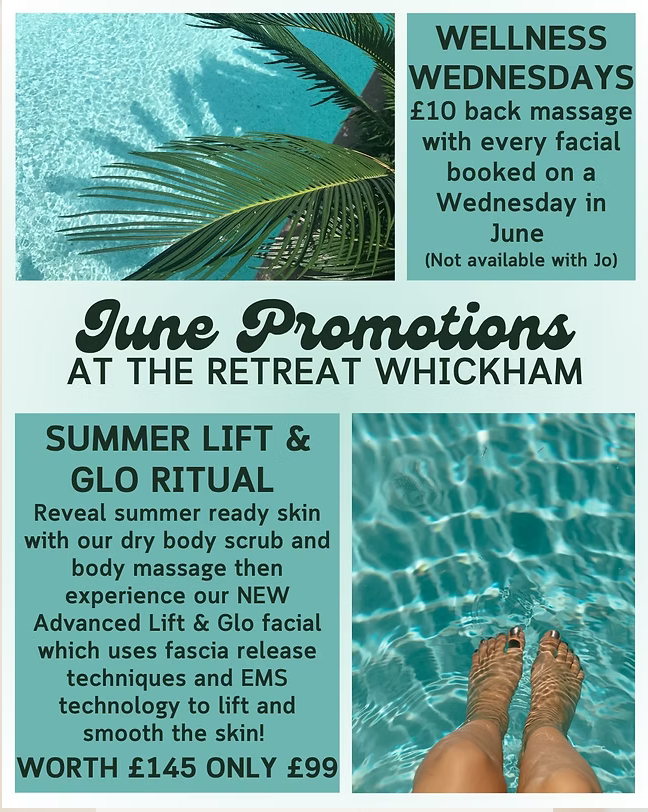 WELLNESS
WEDNESDAYS
£10 back massage
with every facial
booked on a
Wednesday in
June
(Not available with Jo)
June Promotions
AT THE RETREAT WHICKHAM
SUMMER LIFT &
GLO RITUAL
Reveal summer ready skin
with our dry body scrub and
body massage then
experience our NEW
Advanced Lift & Glo facial
which uses fascia release
techniques and EMS
technology to lift and
smooth the skin!
WORTH £145 ONLY £99